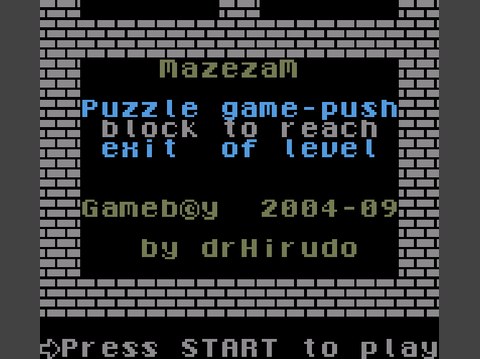 MazezaM
Puzzle game-push
block to reach
exit of level
Gameb©y 2004-09
by drHirudo
⇨Press START to play